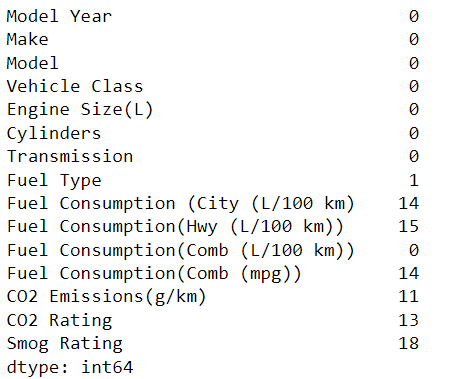 Model Year 0
Make 0
Model 0
Vehicle Class 0
Engine Size(L) 0
Cylinders 0
Transmission 0
Fuel Type 1
Fuel Consumption (City (L/100 km) 14
Fuel Consumption(Hwy (L/100 km)) 15
Fuel Consumption(Comb (L/100 km)) 0
Fuel Consumption(Comb (mpg)) 14
CO2 Emissions(g/km) 11
CO2 Rating 13
Smog Rating 18
dtype: int64